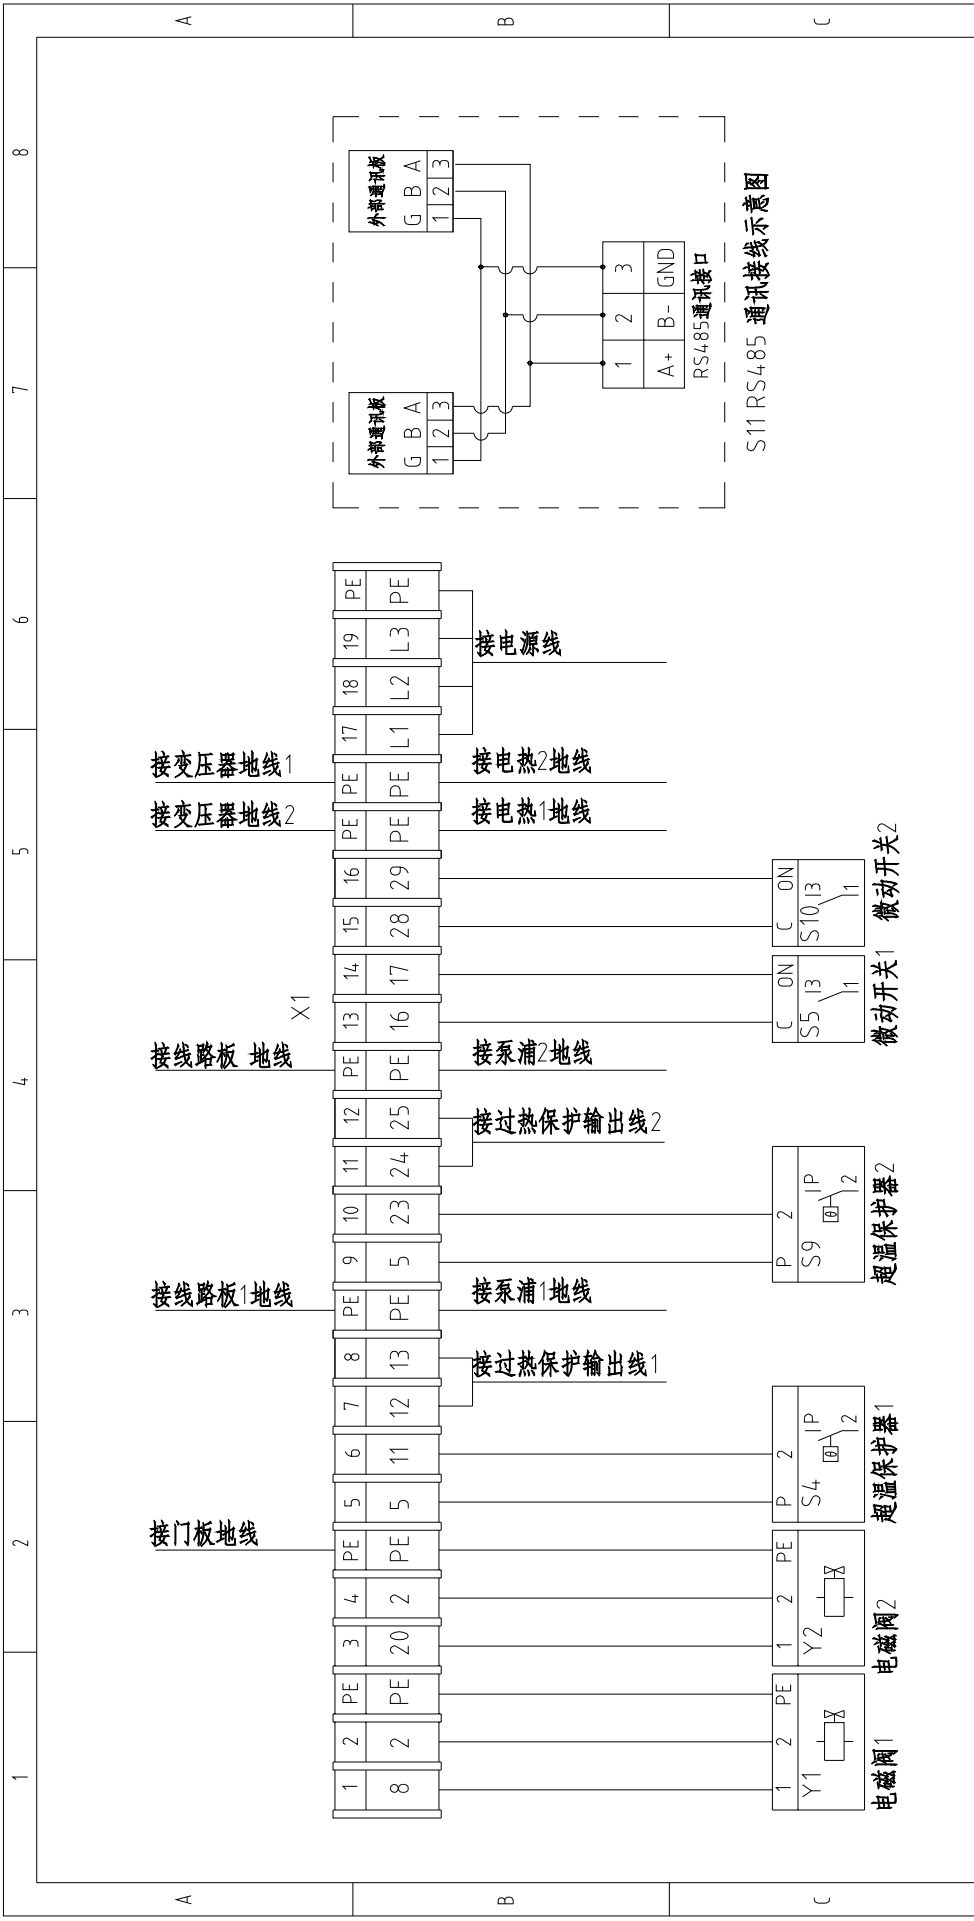 1 2 3 4 5 6 7 8
A
B
C
A
B
C
接门板地线
接线路板1地线
接线路板 地线
接变压器地线2
接变压器地线1
X1
1 2 PE 3 4 PE 5 6 7 8 PE 9 10 11 12 PE 13 14 15 16 PE PE 17 18 19 PE
8 2 PE 20 2 PE 5 11 12 13 PE 5 23 24 25 PE 16 17 28 29 PE PE L1 L2 L3 PE
接过热保护输出线1
接泵浦1地线
接过热保护输出线2
接泵浦2地线
接电热1地线
接电热2地线
接电源线
1 2 PE
Y1
电磁阀1
1 2 PE
Y2
电磁阀2
P 2
S4
P
θ
2
超温保护器1
P 2
S9
P
θ
2
超温保护器2
C ON
S5
3
1
微动开关1
C ON
S10
3
1
微动开关2
外部通讯板
G B A
1 2 3
外部通讯板
G B A
1 2 3
1 2 3
A+ B- GND
RS485通讯接口
S11 RS485 通讯接线示意图